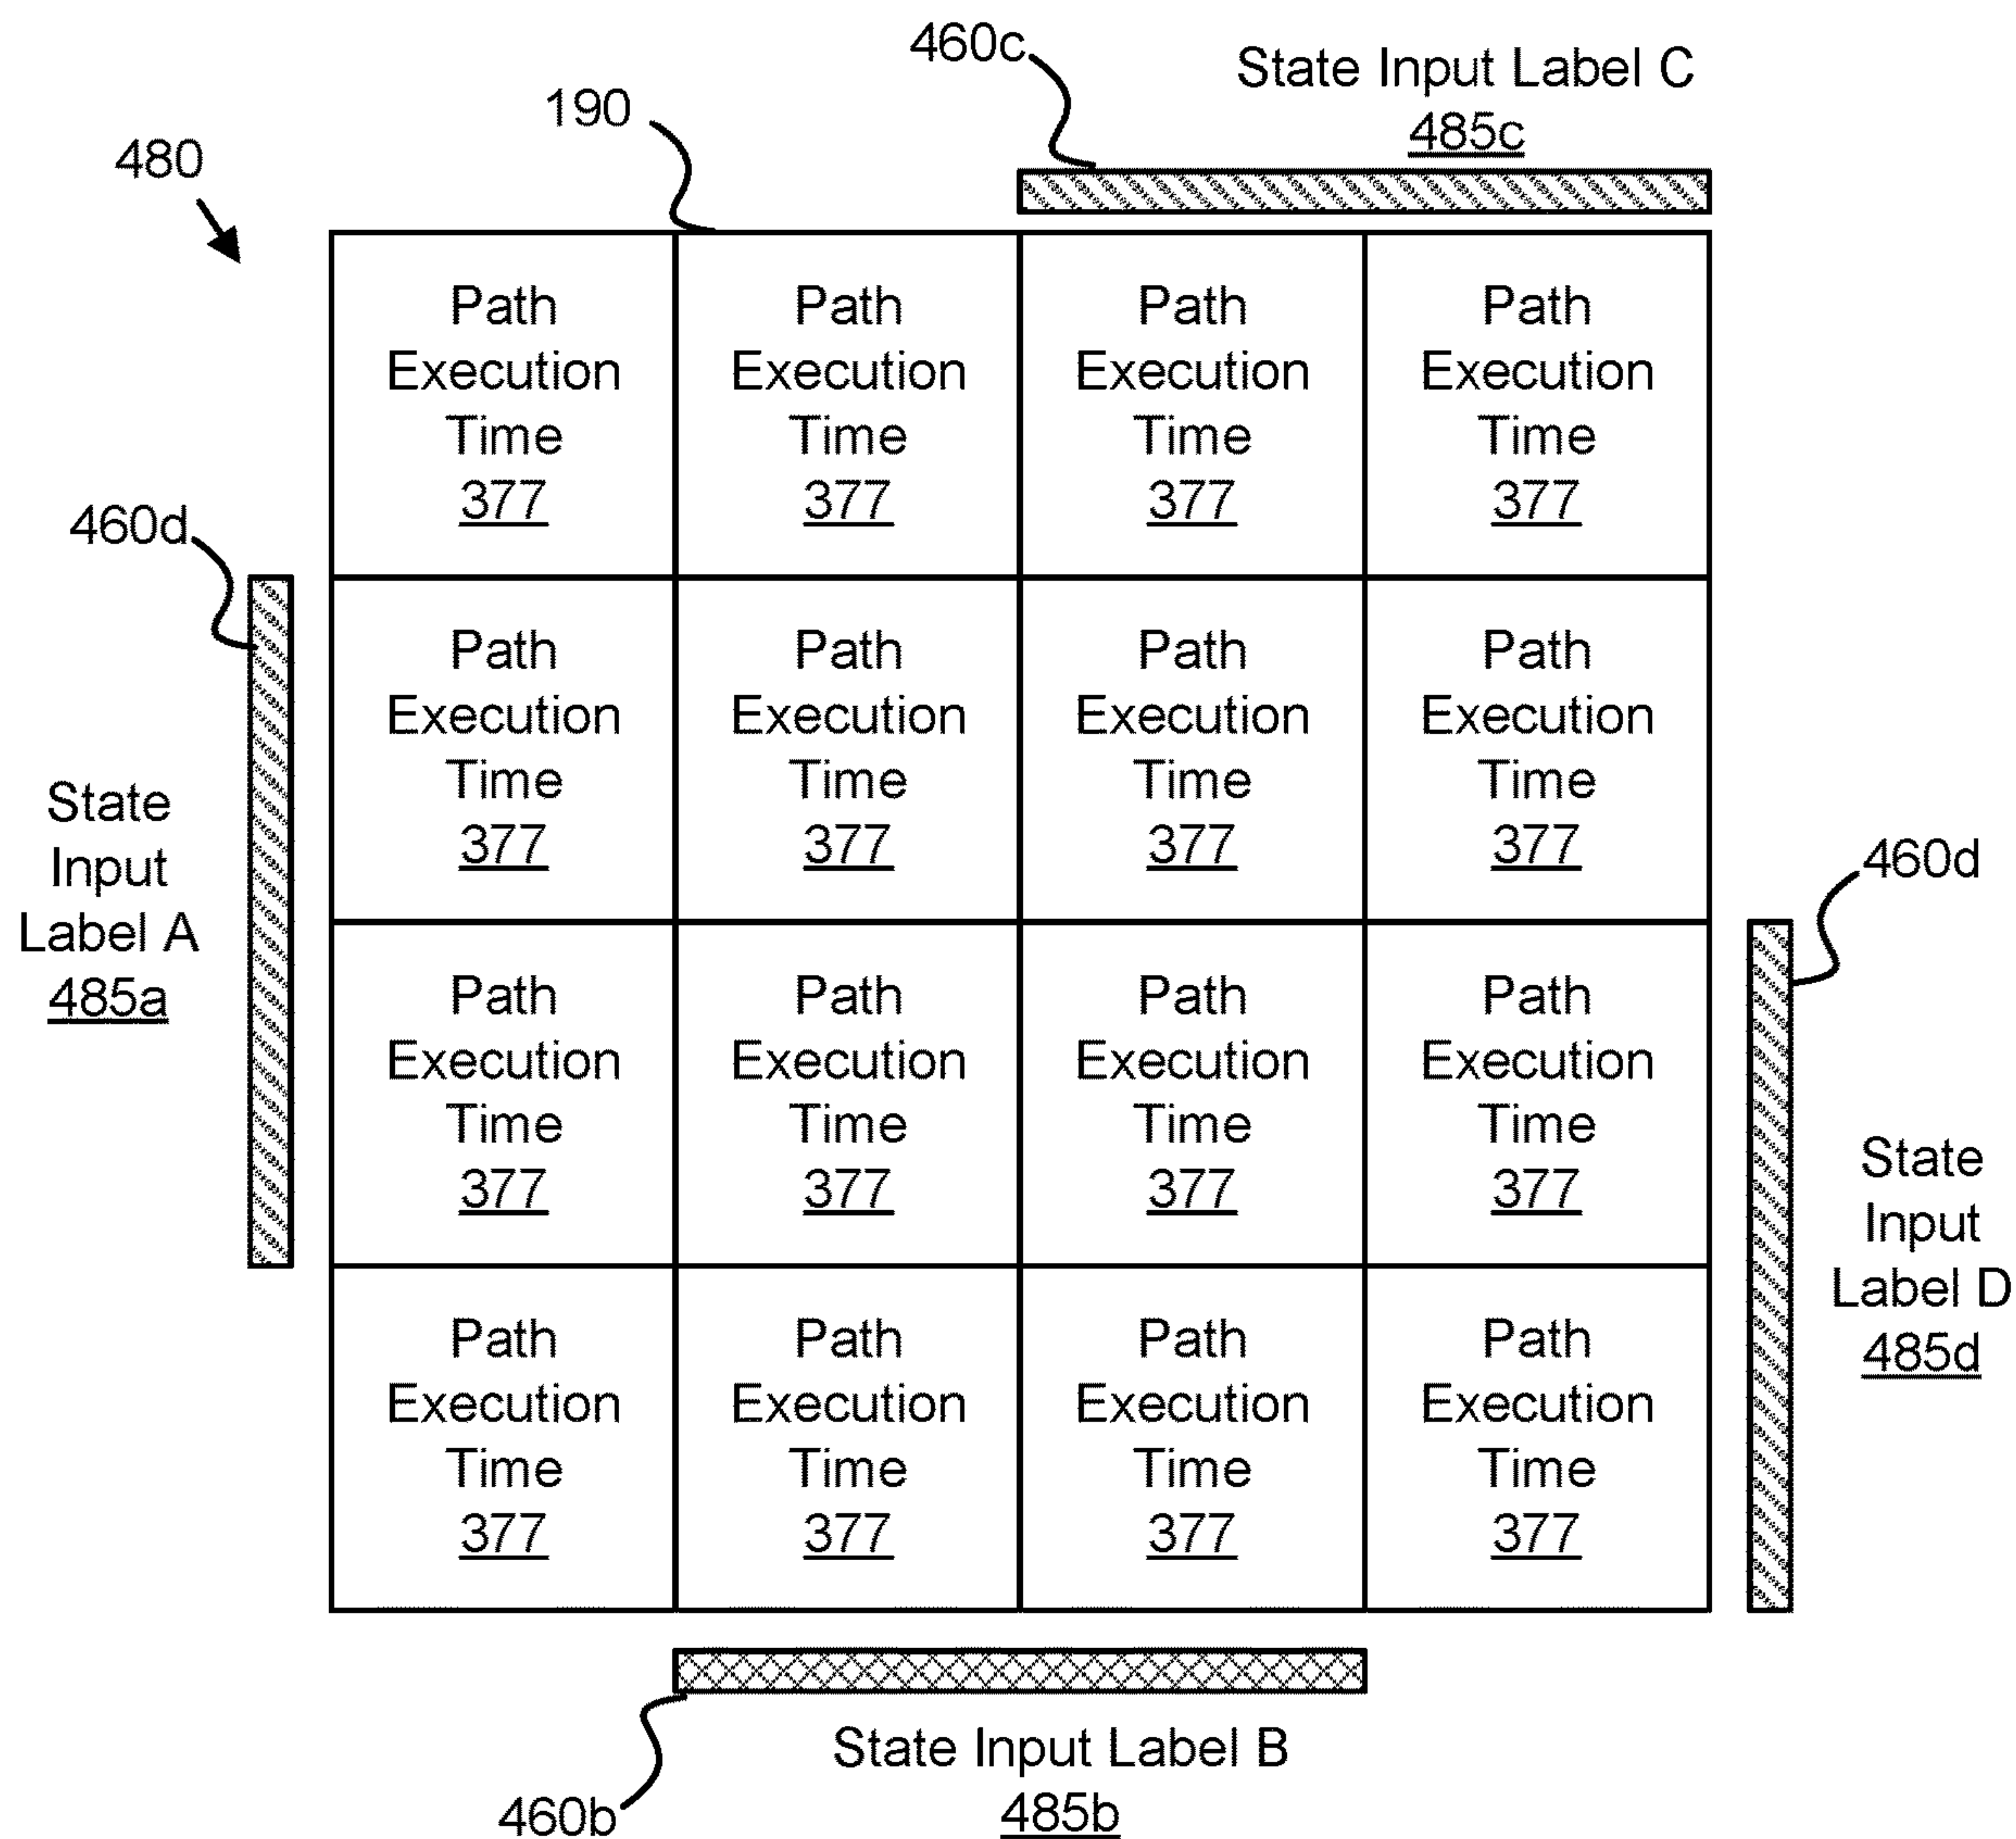 460c
State Input Label C
485c
190
480
Path
Execution
Time
377
Path
Execution
Time
377
Path
Execution
Time
377
Path
Execution
Time
377
460d
Path
Execution
Time
377
Path
Execution
Time
377
Path
Execution
Time
377
Path
Execution
Time
377
State
Input
Label A
485a
460d
Path
Execution
Time
377
Path
Execution
Time
377
Path
Execution
Time
377
Path
Execution
Time
377
State
Input
Label D
485d
Path
Execution
Time
377
Path
Execution
Time
377
Path
Execution
Time
377
Path
Execution
Time
377
State Input Label B
485b
460b